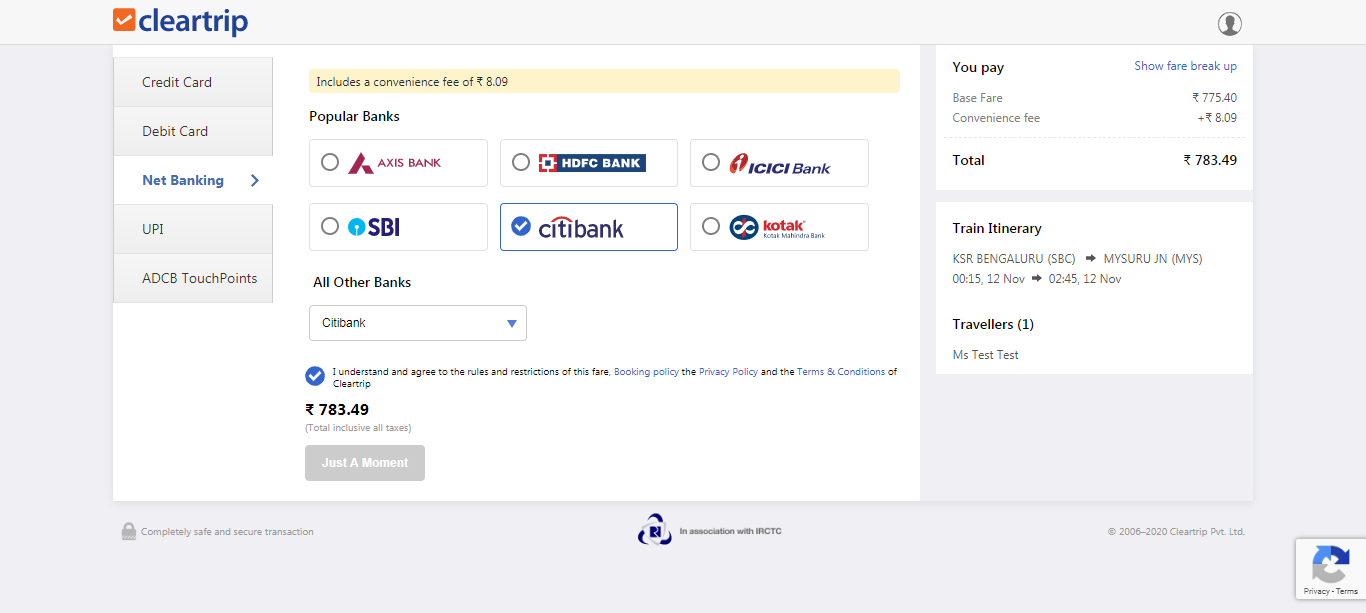 cleartrip
Credit Card
Debit Card
Net Banking
UPI
ADCB TouchPoints
Includes a convenience fee of ₹ 8.09
Popular Banks
AXIS BANK
HDFC BANK
ICICI Bank
SBI
citibank
kotak
Kotak Mahindra Bank
All Other Banks
Citibank
I understand and agree to the rules and restrictions of this fare, Booking policy the Privacy Policy and the Terms & Conditions of
Cleartrip
₹ 783.49
(Total inclusive all taxes)
Just A Moment
You pay Show fare break up
Base Fare ₹ 775.40
Convenience fee +₹ 8.09
Total ₹ 783.49
Train Itinerary
KSR BENGALURU (SBC) MYSURU JN (MYS)
00:15, 12 Nov 02:45, 12 Nov
Travellers (1)
Ms Test Test
Completely safe and secure transaction
In association with IRCTC
© 2006–2020 Cleartrip Pvt. Ltd.
Privacy - Terms